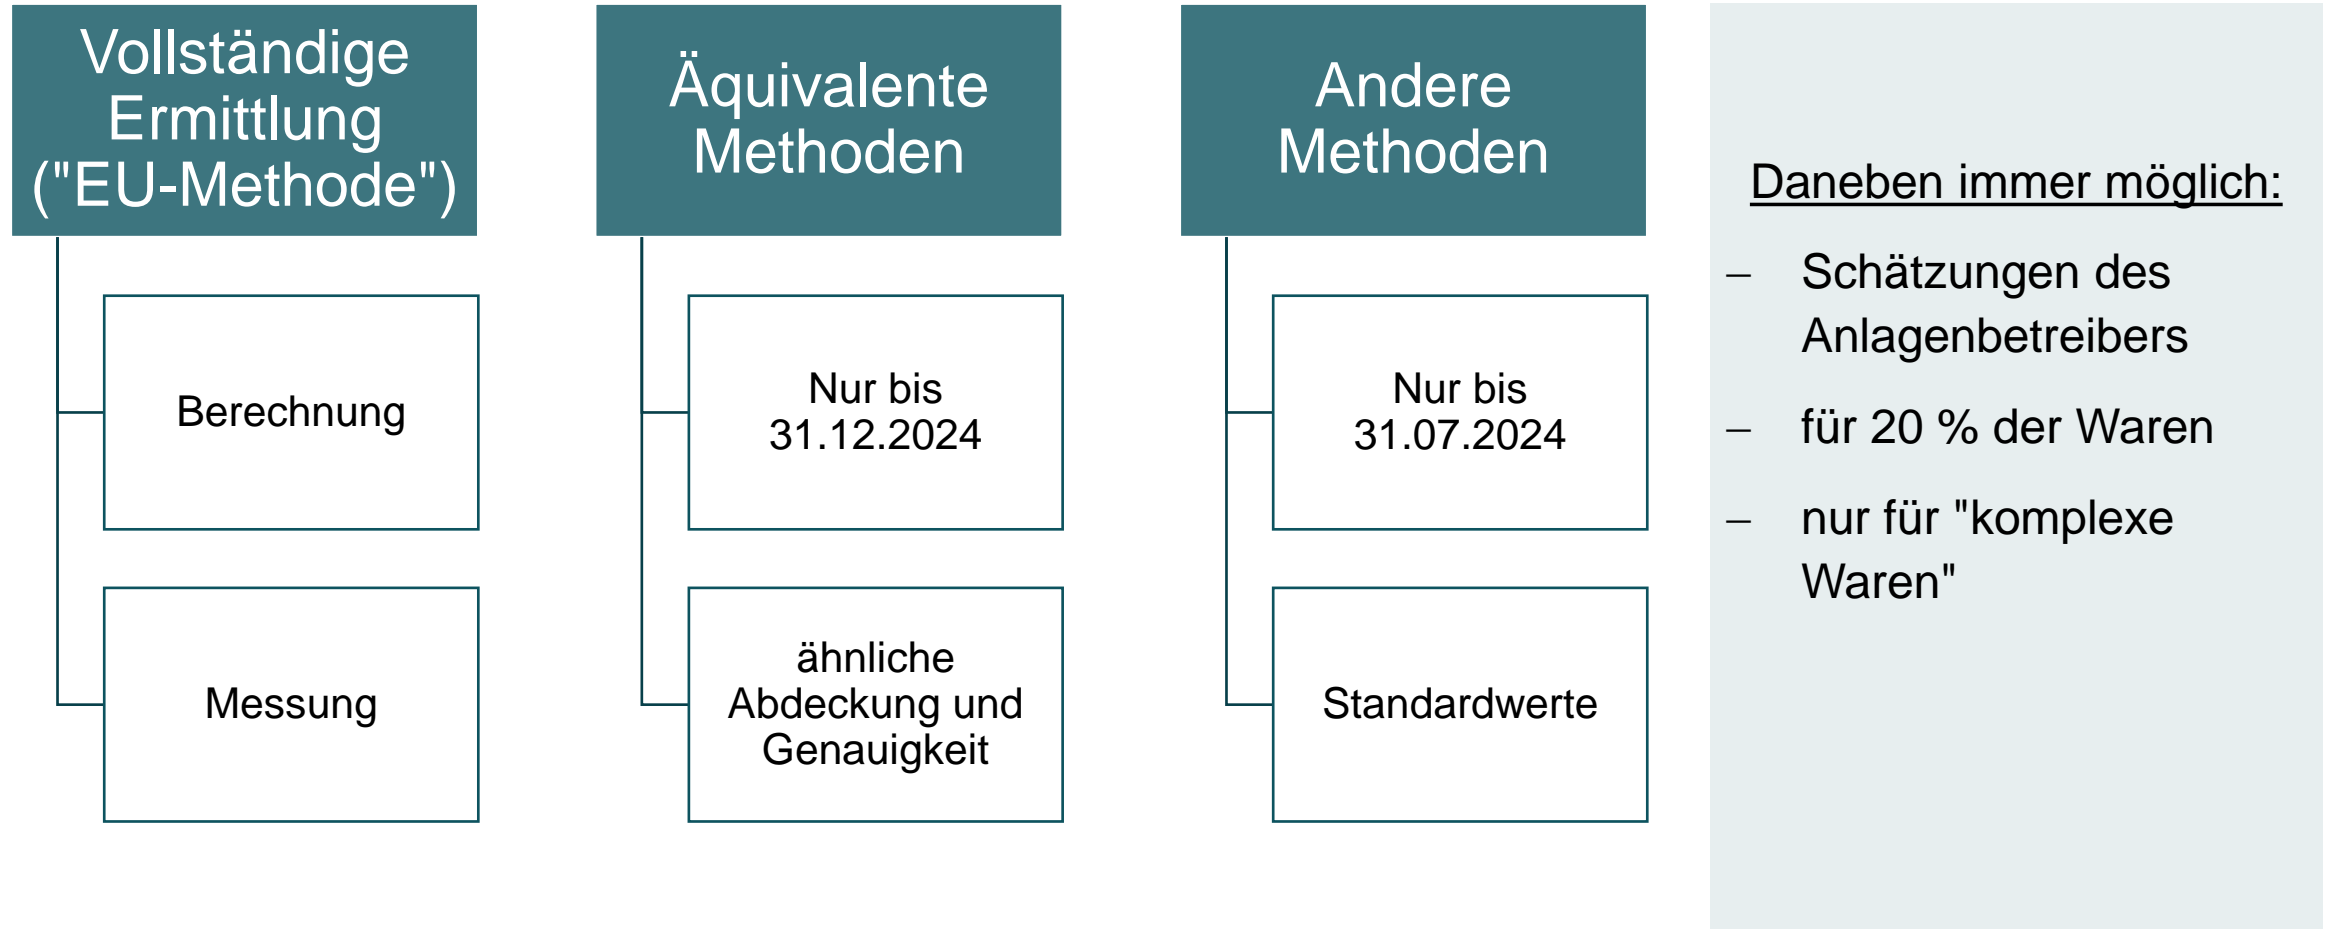 Vollständige
Ermittlung
("EU-Methode")
Berechnung
Messung
Äquivalente
Methoden
Nur bis
31.12.2024
ähnliche
Abdeckung und
Genauigkeit
Andere
Methoden
Nur bis
31.07.2024
Standardwerte
Daneben immer möglich:
– Schätzungen des
Anlagenbetreibers
– für 20 % der Waren
– nur für "komplexe
Waren"